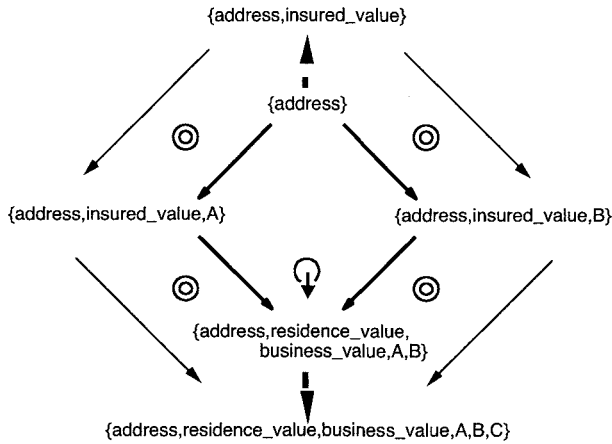 {address,insured_value}
{address}
{address,insured_value,A}
{address,insured_value,B}
{address,residence_value,
business_value,A,B}
{address,residence_value,business_value,A,B,C}